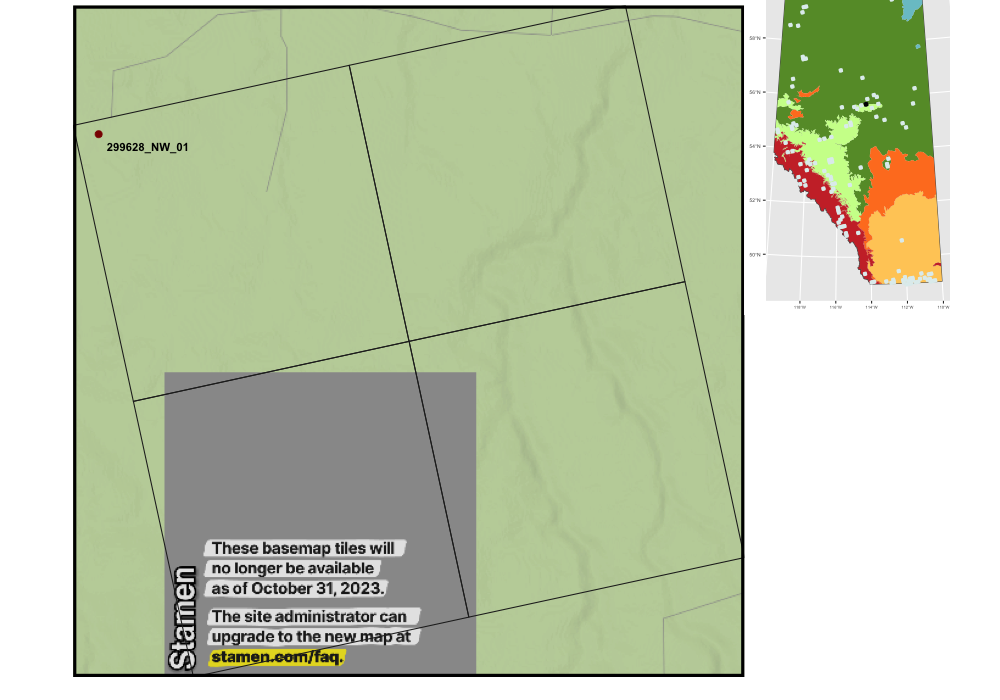 299628_NW_01
These basemap tiles will
no longer be available
as of October 31, 2023.
The site administrator can
upgrade to the new map at
stamen.com/faq.
Stamen
58°N
56°N
54°N
52°N
50°N
118°W
116°W
114°W
112°W
110°W